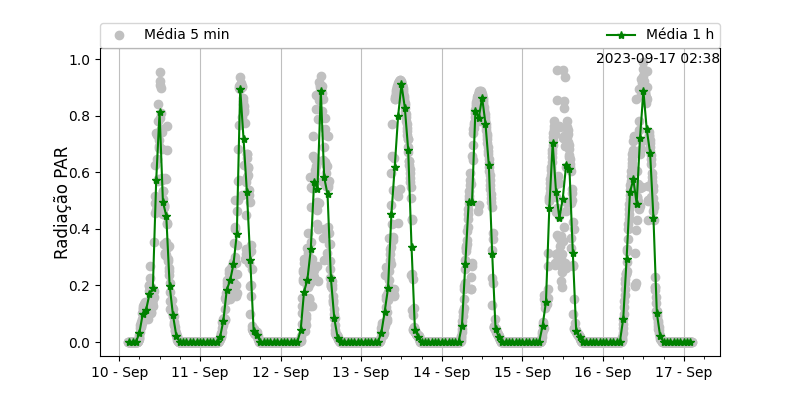 Média 5 min
Média 1 h
2023-09-17 02:38
1.0
0.8
0.6
0.4
0.2
0.0
Radiação PAR
10 - Sep
11 - Sep
12 - Sep
13 - Sep
14 - Sep
15 - Sep
16 - Sep
17 - Sep